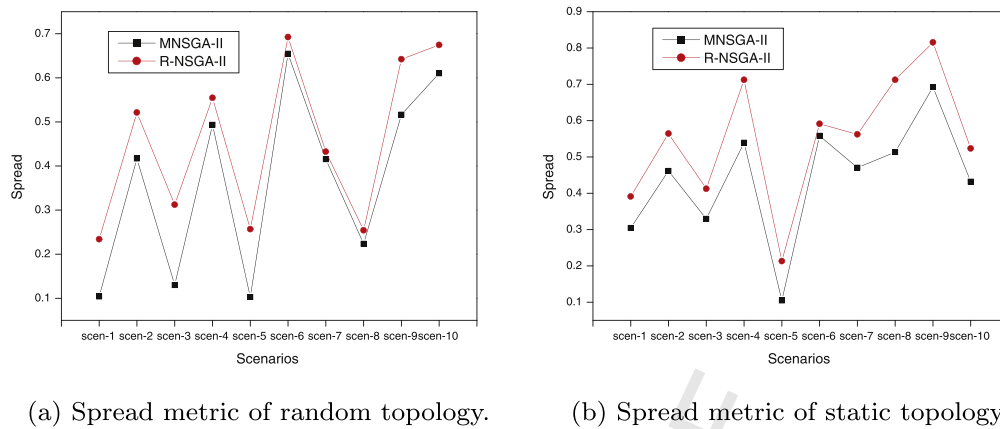 0.7
0.6
0.5
0.4
0.3
0.2
0.1
Spread
MNSGA-II
R-NSGA-II
scen-1 scen-2 scen-3 scen-4 scen-5 scen-6 scen-7 scen-8 scen-9 scen-10
Scenarios
0.9
0.8
0.7
0.6
0.5
0.4
0.3
0.2
0.1
Spread
MNSGA-II
R-NSGA-II
scen-1 scen-2 scen-3 scen-4 scen-5 scen-6 scen-7 scen-8 scen-9 scen-10
Scenarios
(a) Spread metric of random topology.
(b) Spread metric of static topology